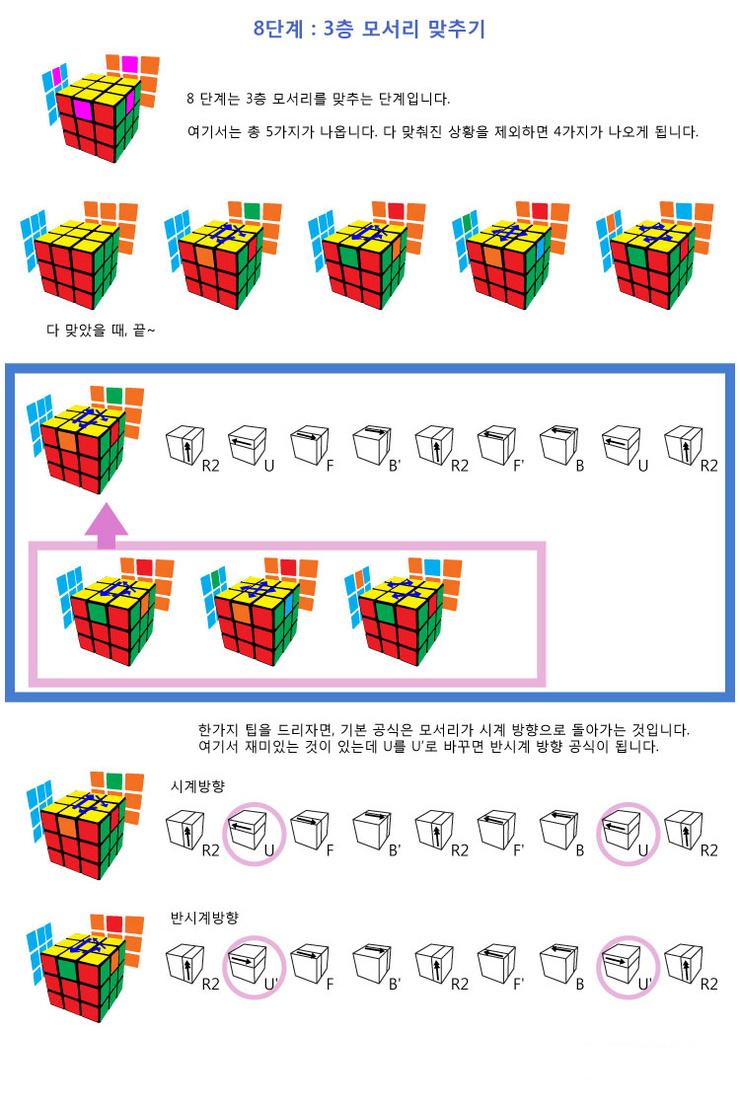 8단계 : 3층 모서리 맞추기
8 단계는 3층 모서리를 맞추는 단계입니다.
여기서는 총 5가지가 나옵니다. 다 맞춰진 상황을 제외하면 4가지가 나오게 됩니다.
다 맞았을 때, 끝~
R2 U F B' R2 F' B U R2
한가지 팁을 드리자면, 기본 공식은 모서리가 시계 방향으로 돌아가는 것입니다.
여기서 재미있는 것이 있는데 U를 U'로 바꾸면 반시계 방향 공식이 됩니다.
시계방향
R2 U F B' R2 F' B U R2
반시계방향
R2 U' F B' R2 F' B U' R2